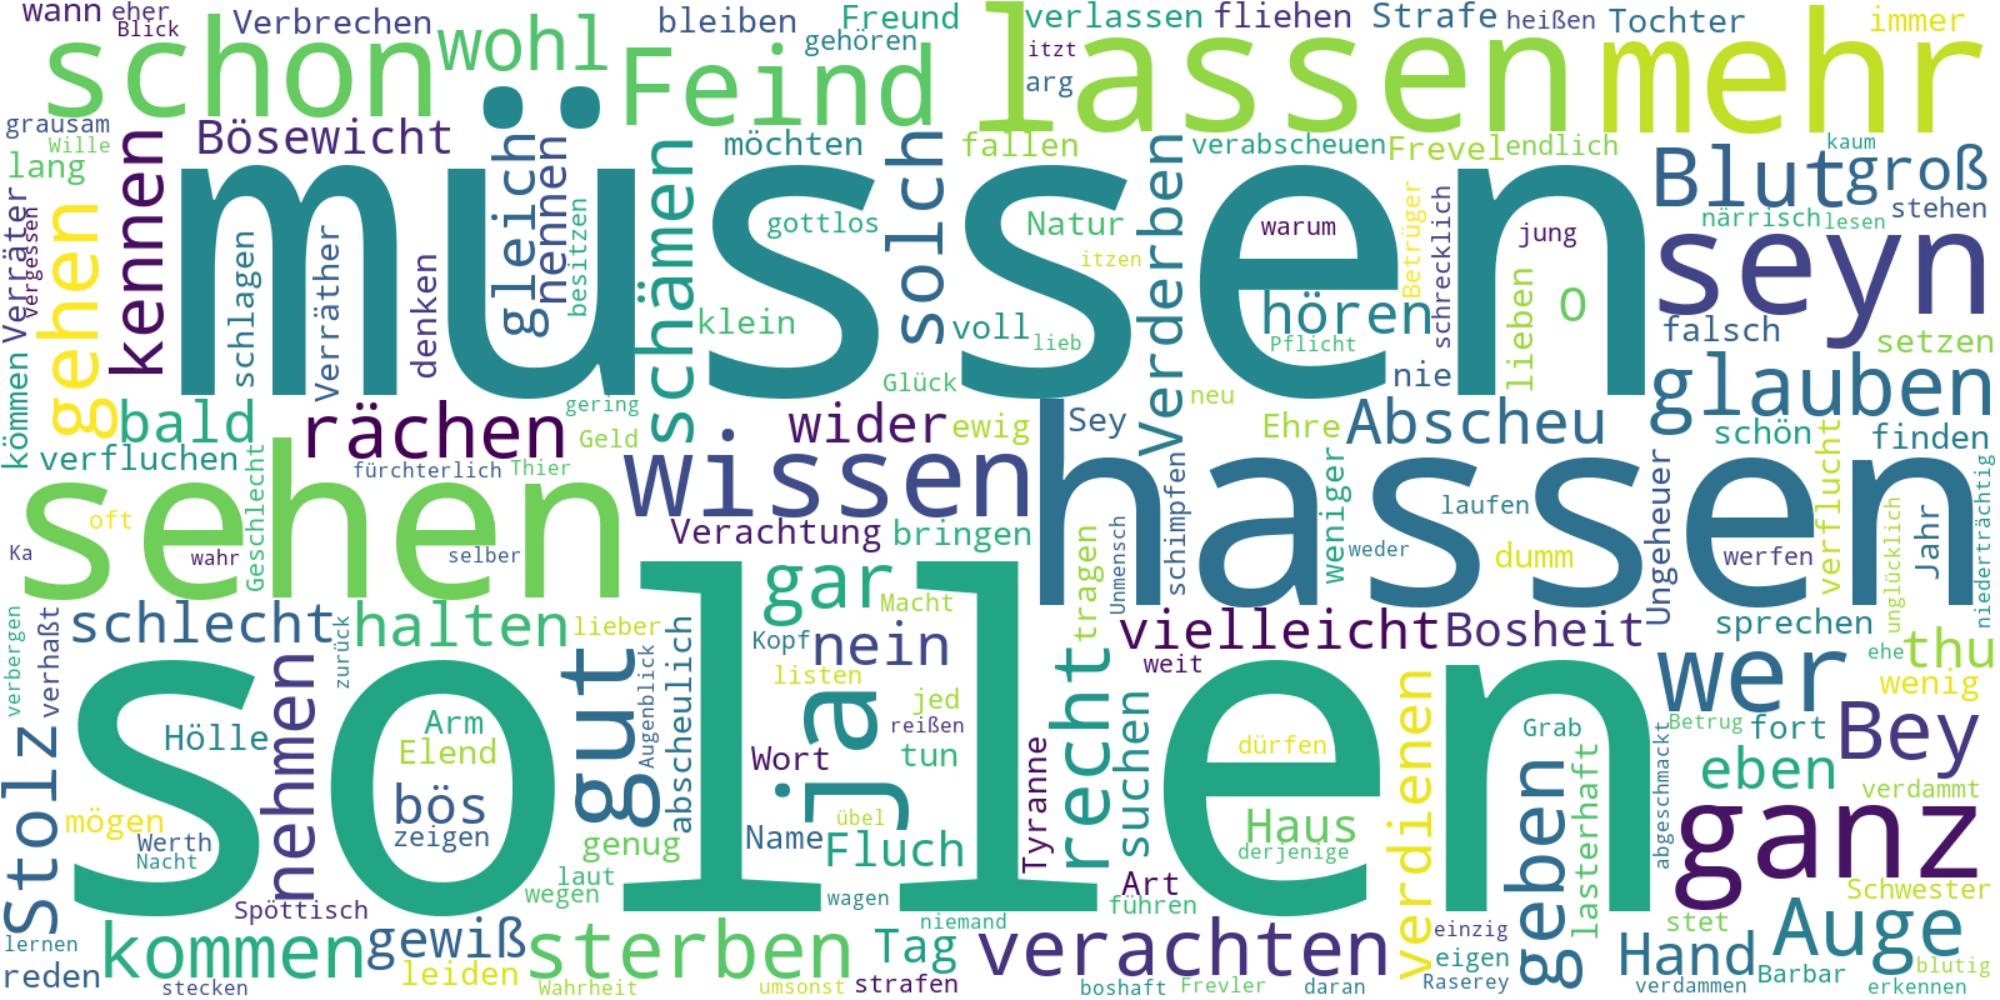 wann eher
Blick
Verbrechen
schon
wohl
bleiben
Freund
gehören
Feind
lassen
verlassen
fliehen
Strafe
heißen
Tochter
immer
itzt
arg
mehr
grausam
Wille
lang
kennen
Bösewicht
gleich
nennen
möchten
solch
fallen
verabscheuen
Frevel
endlich
kaum
Blut
groß
närrisch
lesen
stehen
Verräter
vergessen
gehen
müssen
schlagen
Verräther
denken
besitzen
schämen
gottlos
klein
voll
lieb
Natur
itzen
Verderben
warum
hören
Pflicht
Betrüger
schrecklich
jung
lieben
O
seyn
falsch
setzen
kömmen
bald
verfluchen
rächen
gering
Geld
fürchterlich
Thier
Glück
wider
ewig
Sey
neu
nie
Ehre
Abscheu
glauben
schön
finden
sehen
oft
Ka
wahr
Geschlecht
selber
wissen
Verachtung
bringen
hassen
tragen
Unmensch
schimpfen
weniger
weder
laufen
dumm
Ungeheuer
werfen
verflucht
unglücklich
Jahr
niederträchtig
verbergen
verhaßt
schlecht
zurück
halten
lieber
gar
Macht
Kopf
nein
listen
vielleicht
weit
Bosheit
sprechen
ehe
thu
wenig
wer
sollen
Hölle
nehmen
Arm
Elend
bös
zeigen
gut
Augenblick
abscheulich
ja
jed
reißen
tun
Wort
Tyranne
recht
suchen
dürfen
Haus
derjenige
verdienen
Grab
lasterhaft
geben
abgeschmackt
Betrug
fort
Bey
eben
verdammt
Stolz
mögen
Werth
Nacht
genug
Name
übel
Fluch
ganz
Spöttisch
laut
wegen
wagen
Art
führen
Schwester
lernen
reden
kommen
stecken
gewiß
leiden
sterben
Wahrheit
umsonst
Tag
niemand
strafen
verachten
boshaft
Frevler
daran
einzig
eigen
Raserey
Hand
verdammen
stet
Auge
Barbar
blutig
erkennen